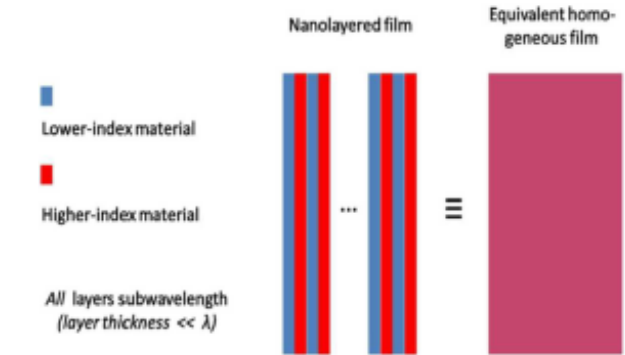 Nanolayered film
Equivalent homo-
geneous film
Lower-index material
Higher-index material
All layers subwavelength
(layer thickness << λ)
...
≡